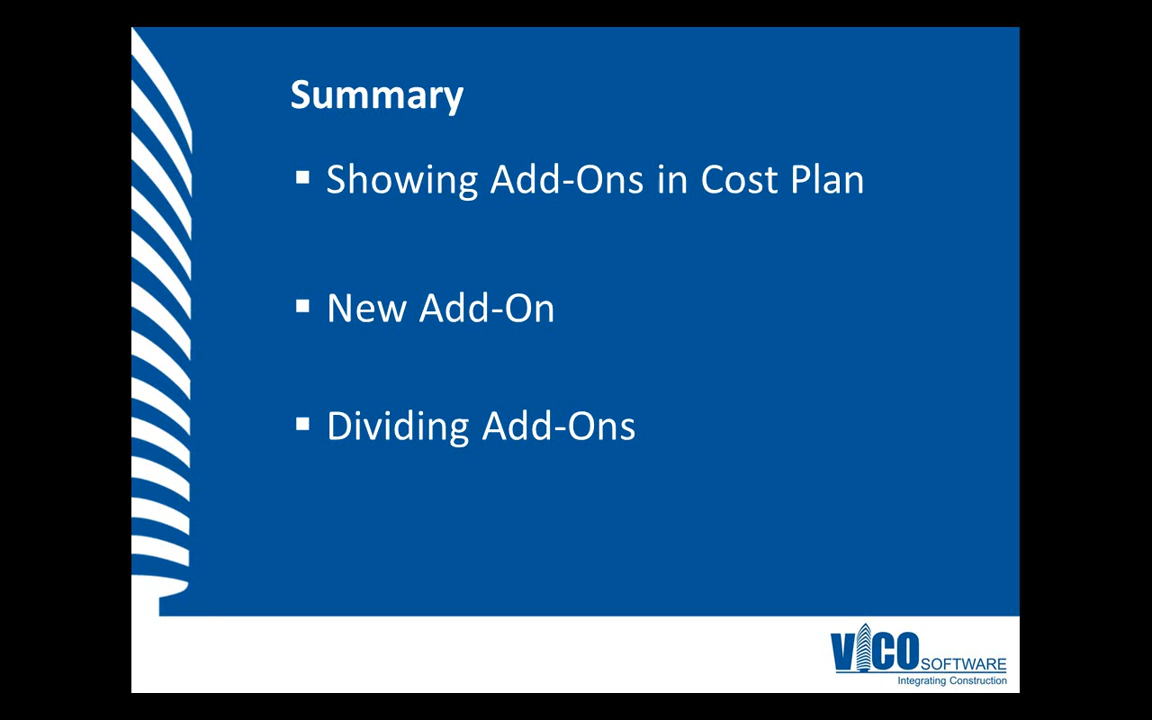 Summary
▪ Showing Add-Ons in Cost Plan
▪ New Add-On
▪ Dividing Add-Ons
VICO SOFTWARE
Integrating Construction